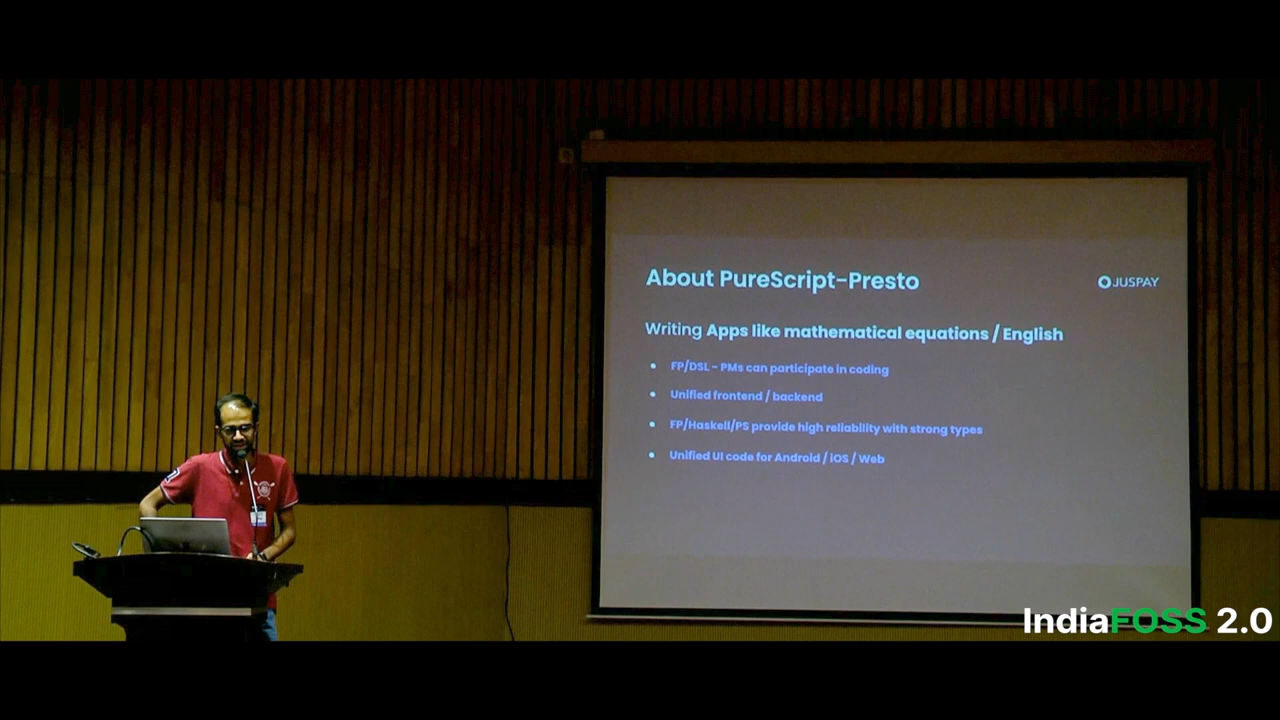 About PureScript-Presto
JUSPAY
Writing Apps like mathematical equations / English
FP/DSL - PMs can participate in coding
Unified frontend / backend
FP/Haskell/PS provide high reliability with strong types
Unified UI code for Android / iOS / Web
IndiaFOSS 2.0